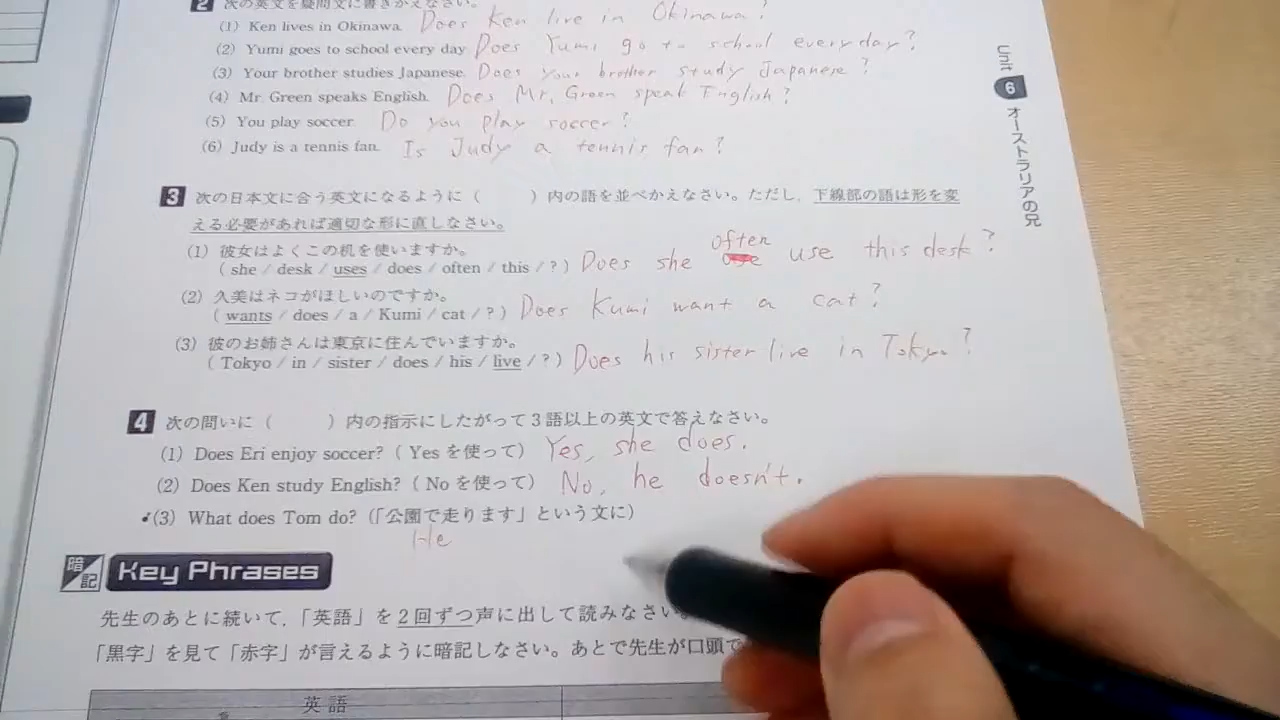 2 次の英文を疑問文に書きかえなさい。
(1) Ken lives in Okinawa. Does Ken live in Okinawa?
(2) Yumi goes to school every day. Does Yumi go to school every day?
(3) Your brother studies Japanese. Does your brother study Japanese?
(4) Mr. Green speaks English. Does Mr. Green speak English?
(5) You play soccer. Do you play soccer?
(6) Judy is a tennis fan. Is Judy a tennis fan?
Unit 6 オーストラリアの兄
3 次の日本文に合う英文になるように（ ）内の語を並べかえなさい。ただし，下線部の語は形を変
える必要があれば適切な形に直しなさい。
(1) 彼女はよくこの机を使いますか。
( she / desk / uses / does / often / this / ? ) Does she often use this desk?
(2) 久美はネコがほしいのですか。
( wants / does / a / Kumi / cat / ? ) Does Kumi want a cat?
(3) 彼のお姉さんは東京に住んでいますか。
( Tokyo / in / sister / does / his / live / ? ) Does his sister live in Tokyo?
4 次の問いに（ ）内の指示にしたがって3語以上の英文で答えなさい。
(1) Does Eri enjoy soccer? ( Yes を使って) Yes, she does.
(2) Does Ken study English? ( No を使って) No, he doesn't.
(3) What does Tom do? (「公園で走ります」という文に)
He
暗記 Key Phrases
先生のあとに続いて，「英語」を2回ずつ声に出して読みなさい
「黒字」を見て「赤字」が言えるように暗記しなさい。あとで先生が口頭で
英語